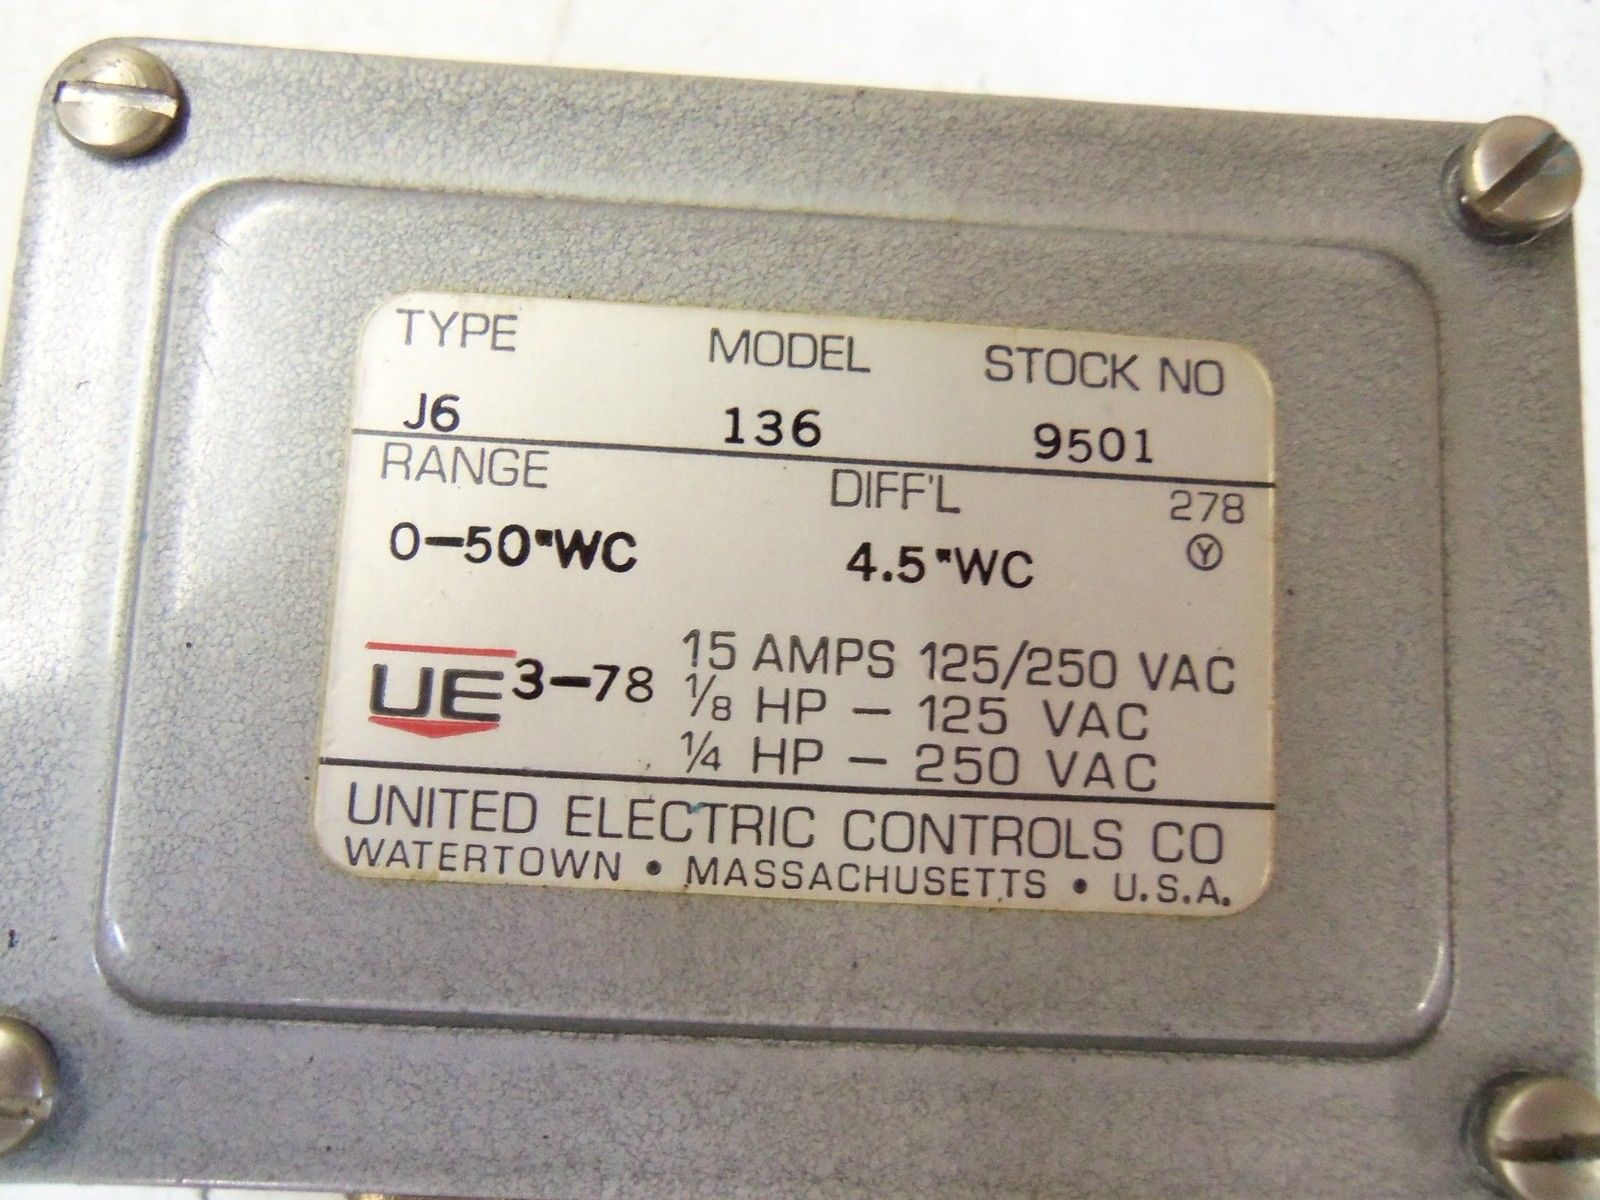 TYPE MODEL STOCK NO
J6 136 9501
RANGE DIFF'L 278
0-50"WC 4.5"WC Ⓨ
UE 3-78 15 AMPS 125/250 VAC
1/8 HP - 125 VAC
1/4 HP - 250 VAC
UNITED ELECTRIC CONTROLS CO
WATERTOWN • MASSACHUSETTS • U.S.A.